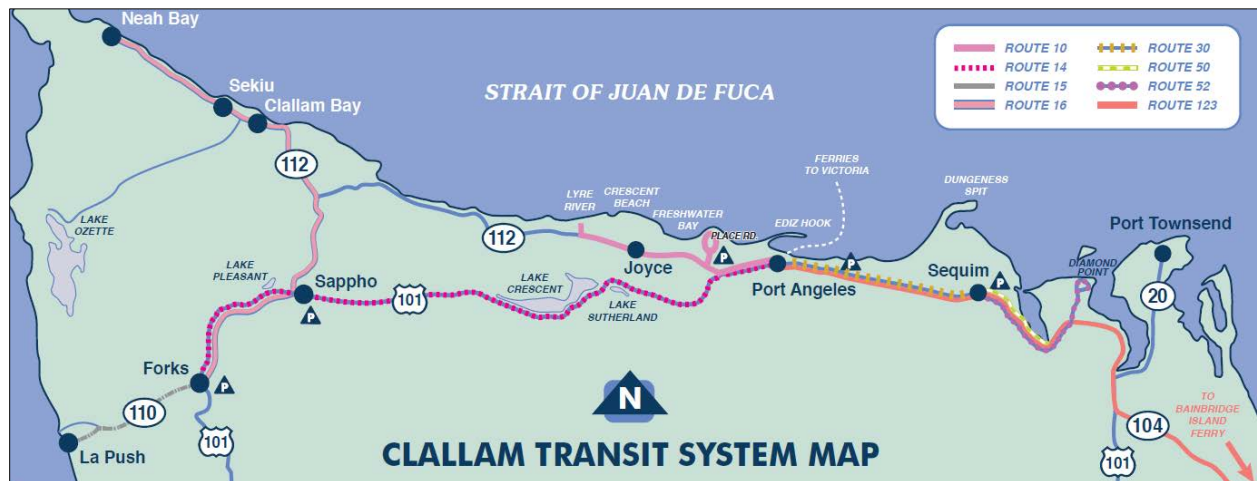 Neah Bay
Sekiu
Clallam Bay
112
STRAIT OF JUAN DE FUCA
ROUTE 10
ROUTE 14
ROUTE 15
ROUTE 16
ROUTE 30
ROUTE 50
ROUTE 52
ROUTE 123
LAKE
OZETTE
LAKE
PLEASANT
Sappho
P
101
112
LYRE
RIVER
CRESCENT
BEACH
FRESHWATER
BAY
PLACE RD.
P
Joyce
LAKE
CRESCENT
LAKE
SUTHERLAND
EDIZ HOOK
FERRIES
TO VICTORIA
Port Angeles
P
DUNGENESS
SPIT
Sequim
P
DIAMOND
POINT
Port Townsend
20
Forks
P
110
La Push
101
N
CLALLAM TRANSIT SYSTEM MAP
104
101
TO
BAINBRIDGE
ISLAND
FERRY